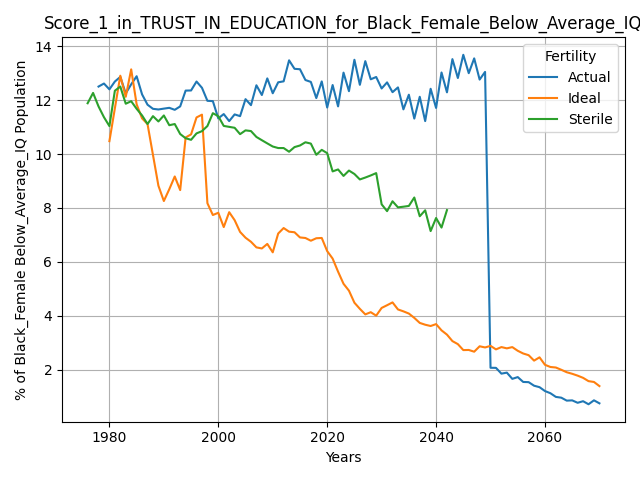 Score_1_in_TRUST_IN_EDUCATION_for_Black_Female_Below_Average_IQ
% of Black_Female Below_Average_IQ Population
14
12
10
8
6
4
2
Fertility
Actual
Ideal
Sterile
1980 2000 2020 2040 2060
Years